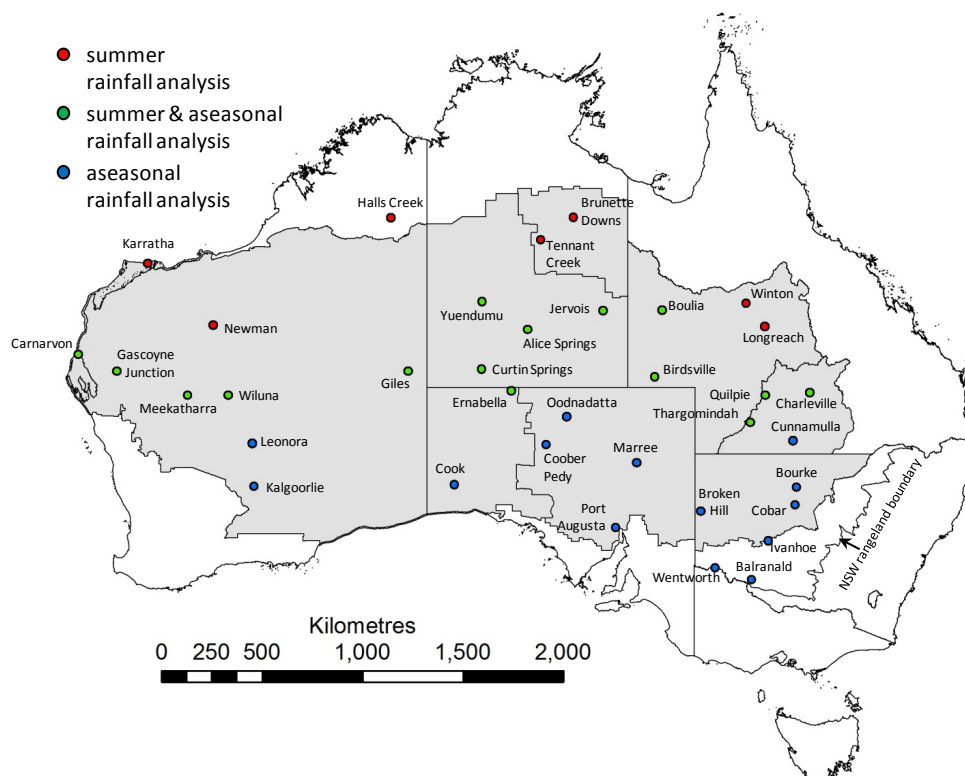 summer
rainfall analysis
summer & aseasonal
rainfall analysis
aseasonal
rainfall analysis
Halls Creek
Brunette
Downs
Karratha
Tennant
Creek
Winton
Yuendumu
Jervois
Boulia
Newman
Alice Springs
Longreach
Carnarvon
Gascoyne
Junction
Giles
Curtin Springs
Birdsville
Meekatharra
Wiluna
Ernabella
Oodnadatta
Quilpie
Charleville
Thargomindah
Cunnamulla
Leonora
Coober
Pedy
Marree
Kalgoorlie
Cook
Bourke
Broken
Hill
Cobar
Port
Augusta
Ivanhoe
NSW rangeland boundary
Wentworth
Balranald
Kilometres
0 250 500 1,000 1,500 2,000